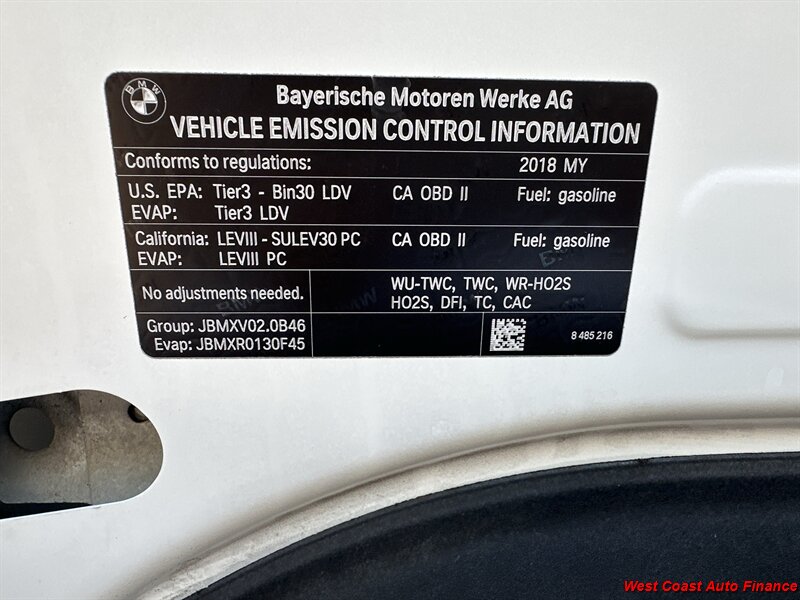 BMW
Bayerische Motoren Werke AG
VEHICLE EMISSION CONTROL INFORMATION
Conforms to regulations: 2018 MY
U.S. EPA: Tier3 - Bin30 LDV CA OBD II Fuel: gasoline
EVAP: Tier3 LDV
California: LEVIII - SULEV30 PC CA OBD II Fuel: gasoline
EVAP: LEVIII PC
No adjustments needed. WU-TWC, TWC, WR-HO2S
HO2S, DFI, TC, CAC
Group: JBMXV02.0B46
Evap: JBMXR0130F45
8 485 216
West Coast Auto Finance